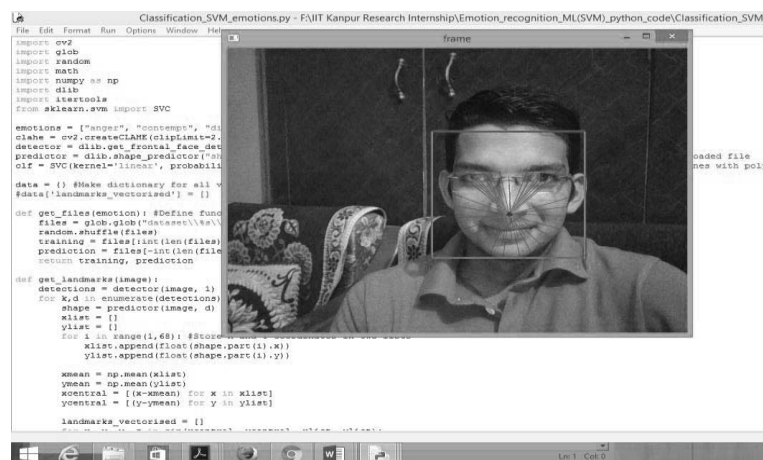 Classification_SVM_emotions.py - F:\IIT Kanpur Research Internship\Emotion_recognition_ML(SVM)_python_code\Classification_SVM
File Edit Format Run Options Window Hel
frame
import cv2
import glob
import random
import math
import numpy as np
import dlib
import itertools
from sklearn.svm import SVC
emotions = ["anger", "contempt", "di
clahe = cv2.createCLAHE(clipLimit=2.
detector = dlib.get_frontal_face_det
predictor = dlib.shape_predictor("sh oaded file
clf = SVC(kernel='linear', probabili nes with pol
data = {} #Make dictionary for all v
#data['landmarks_vectorised'] = []
def get_files(emotion): #Define func
files = glob.glob("dataset\\%s\\
random.shuffle(files)
training = files[:int(len(files)
prediction = files[-int(len(file
return training, prediction
def get_landmarks(image):
detections = detector(image, 1)
for k,d in enumerate(detections)
shape = predictor(image, d)
xlist = []
ylist = []
for i in range(1,68): #Store
xlist.append(float(shape.part(i).x))
ylist.append(float(shape.part(i).y))
xmean = np.mean(xlist)
ymean = np.mean(ylist)
xcentral = [(x-xmean) for x in xlist]
ycentral = [(y-ymean) for y in ylist]
landmarks_vectorised = []
Ln: 1 Col: 0